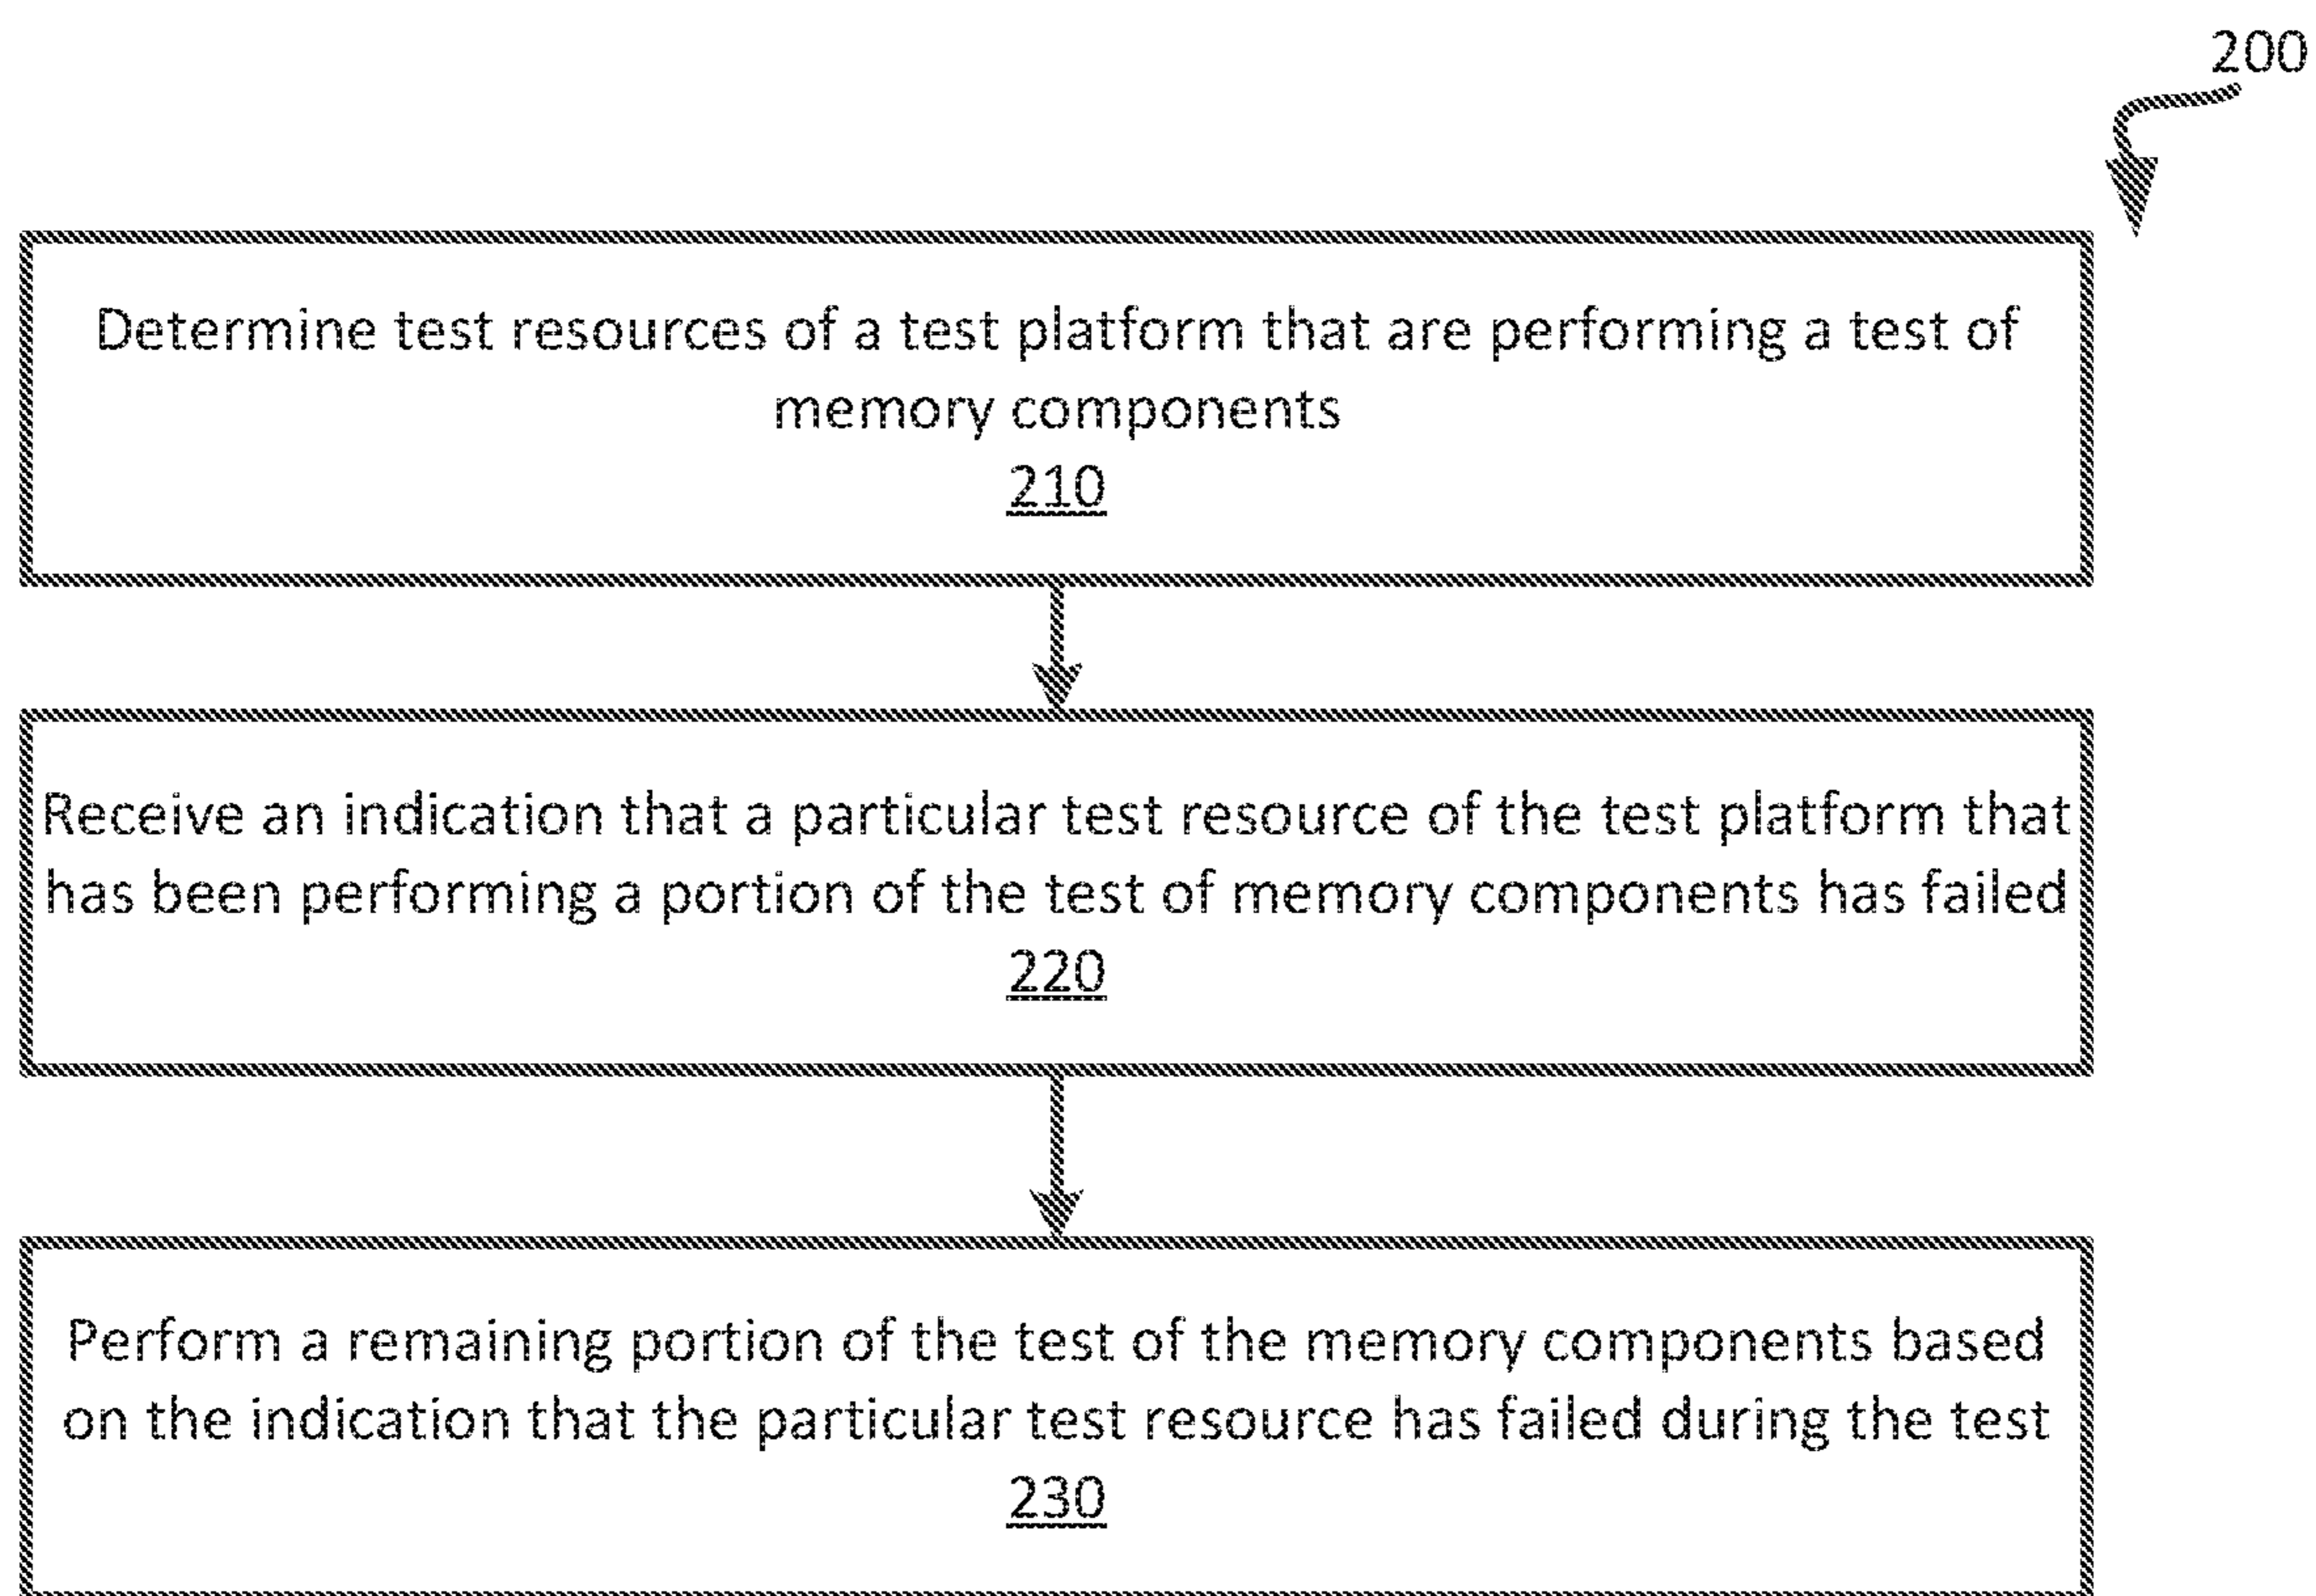 200
Determine test resources of a test platform that are performing a test of
memory components
210
Receive an indication that a particular test resource of the test platform that
has been performing a portion of the test of memory components has failed
220
Perform a remaining portion of the test of the memory components based
on the indication that the particular test resource has failed during the test
230